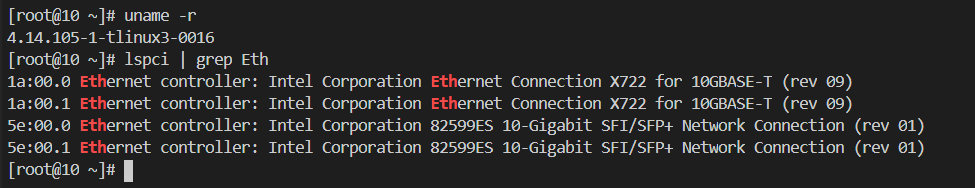 [root@10 ~]# uname -r
4.14.105-1-tlinux3-0016
[root@10 ~]# lspci | grep Eth
1a:00.0 Ethernet controller: Intel Corporation Ethernet Connection X722 for 10GBASE-T (rev 09)
1a:00.1 Ethernet controller: Intel Corporation Ethernet Connection X722 for 10GBASE-T (rev 09)
5e:00.0 Ethernet controller: Intel Corporation 82599ES 10-Gigabit SFI/SFP+ Network Connection (rev 01)
5e:00.1 Ethernet controller: Intel Corporation 82599ES 10-Gigabit SFI/SFP+ Network Connection (rev 01)
[root@10 ~]#